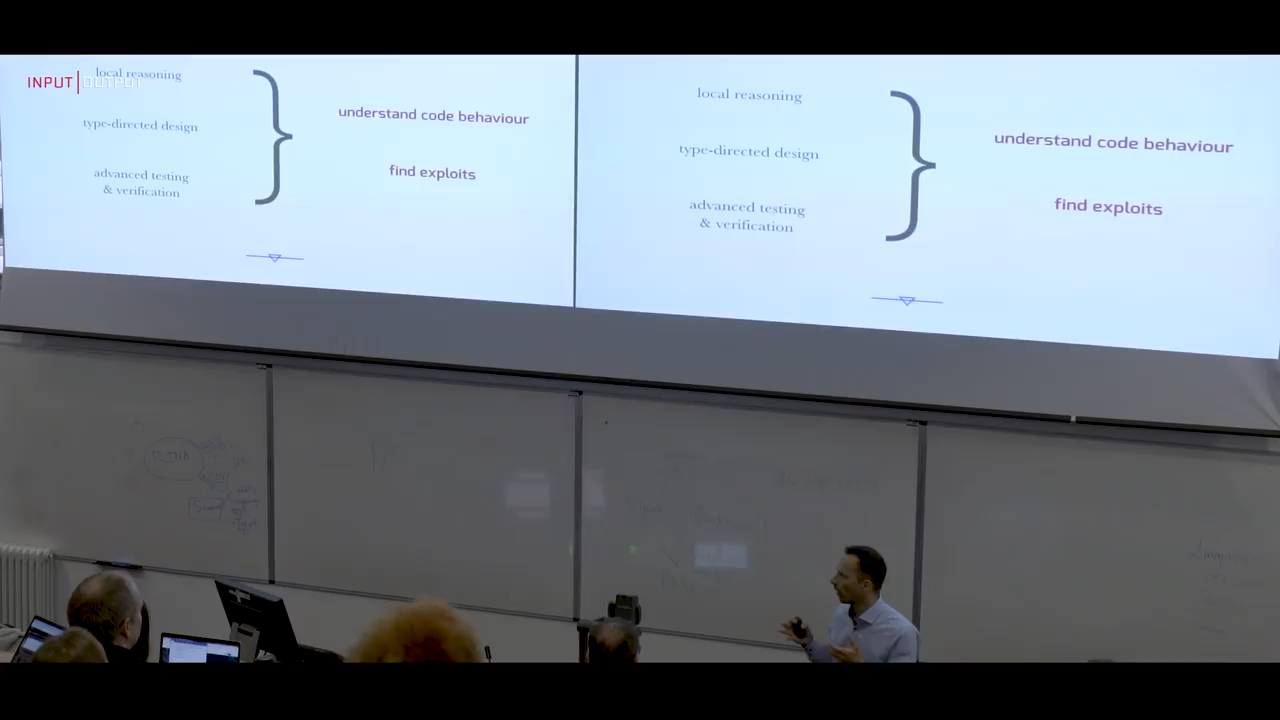 INPUT | OUTPUT
local reasoning
type-directed design
advanced testing
& verification
understand code behaviour
find exploits
local reasoning
type-directed design
advanced testing
& verification
understand code behaviour
find exploits